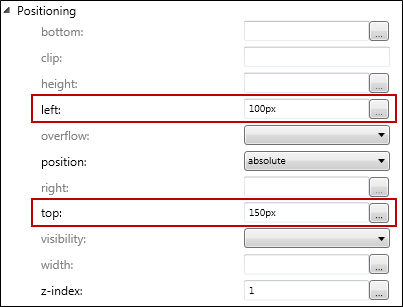 Positioning
bottom: ...
clip:
height: ...
left: 100px ...
overflow:
position: absolute
right: ...
top: 150px ...
visibility:
width: ...
z-index: 1 ...